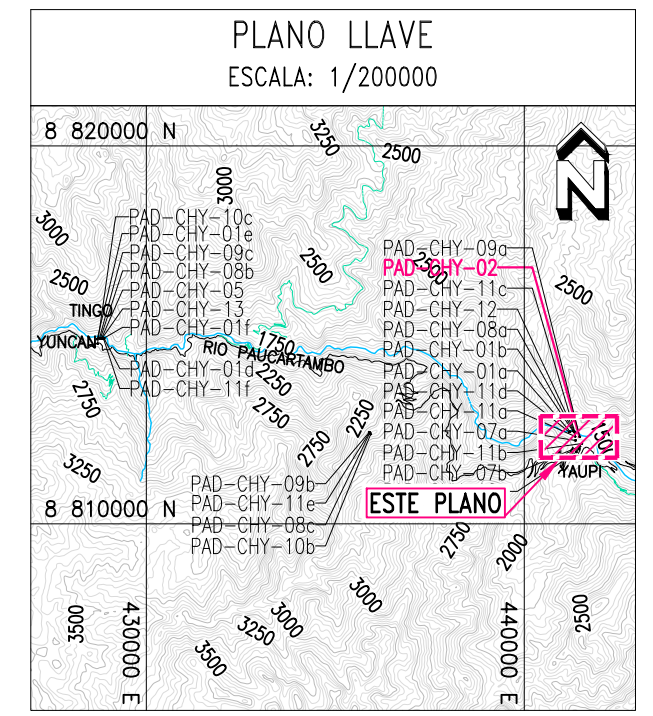 PLANO LLAVE
ESCALA: 1/200000
8 820000 N
3250
2500
N
3000
3000
PAD-CHY-10c
PAD-CHY-01e
PAD-CHY-09c
PAD-CHY-08b
PAD-CHY-05
PAD-CHY-13
PAD-CHY-01f
PAD-CHY-01d
PAD-CHY-11f
2500
TINGO
YUNCAN
2500
PAD-CHY-09a
PAD-CHY-02
PAD-CHY-11c
PAD-CHY-12
PAD-CHY-08a
PAD-CHY-01b
PAD-CHY-01a
PAD-CHY-11d
PAD-CHY-11a
PAD-CHY-07a
PAD-CHY-11b
PAD-CHY-07b
2500
2500
1750
RIO PAUCARTAMBO
2250
2750
2750
2750
2250
3250
PAD-CHY-09b
PAD-CHY-11e
PAD-CHY-08c
PAD-CHY-10b
YAUPI
ESTE PLANO
8 810000 N
2750
2000
3500
430000 E
3250
3000
3500
3000
440000 E
2500